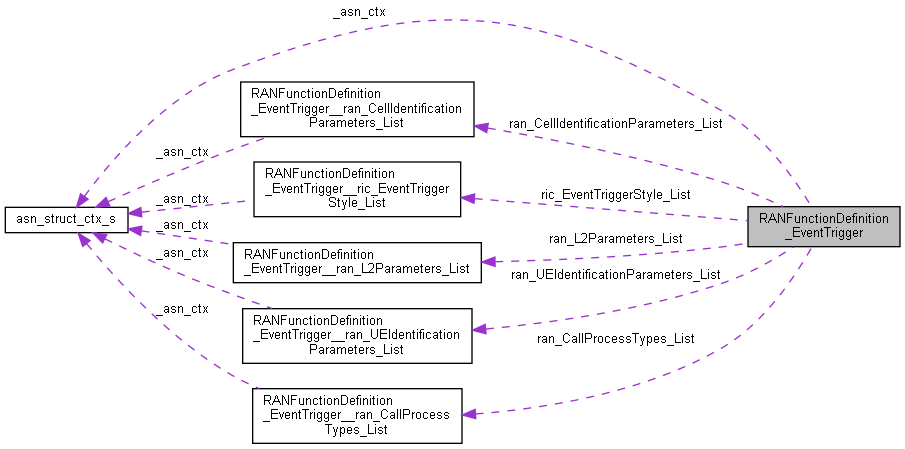 _asn_ctx
RANFunctionDefinition
_EventTrigger__ran_CellIdentification
Parameters_List
ran_CellIdentificationParameters_List
_asn_ctx
RANFunctionDefinition
_EventTrigger__ric_EventTrigger
Style_List
ric_EventTriggerStyle_List
_asn_ctx
asn_struct_ctx_s
RANFunctionDefinition
_EventTrigger
_asn_ctx
RANFunctionDefinition
_EventTrigger__ran_L2Parameters_List
ran_L2Parameters_List
_asn_ctx
ran_UEIdentificationParameters_List
RANFunctionDefinition
_EventTrigger__ran_UEIdentification
Parameters_List
_asn_ctx
ran_CallProcessTypes_List
RANFunctionDefinition
_EventTrigger__ran_CallProcess
Types_List